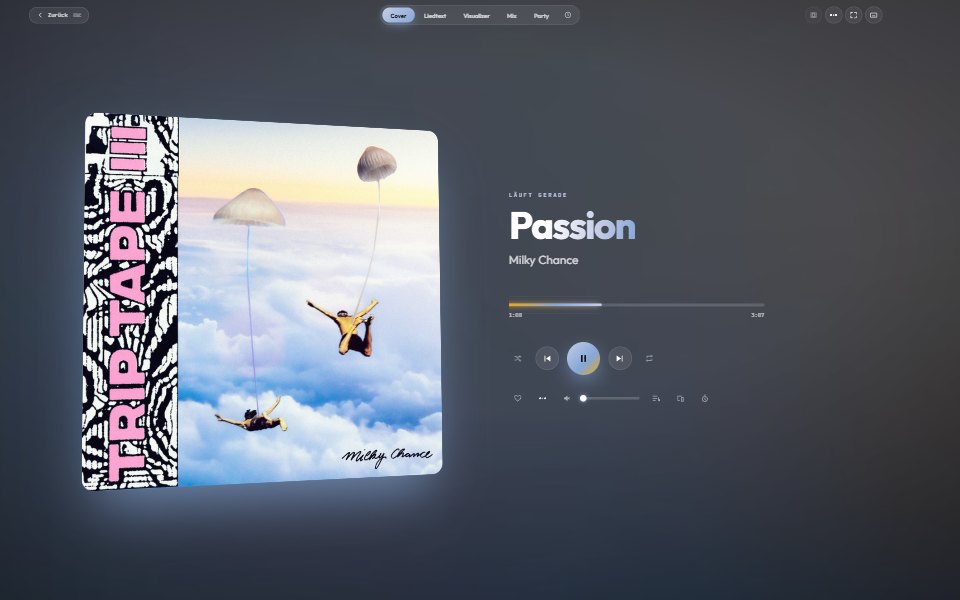 Zurück ESC
Cover Liedtext Visualizer Mix Party
TRIP TAPE III
Milky Chance
LÄUFT GERADE
Passion
Milky Chance
1:08 3:07